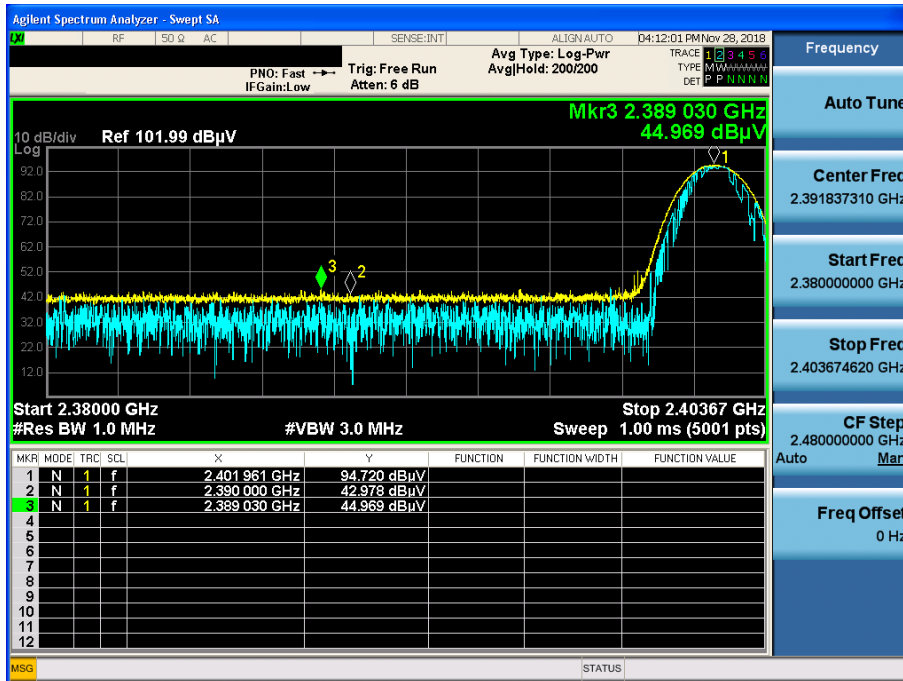 Agilent Spectrum Analyzer - Swept SA
LXI RF 50 Ω AC SENSE:INT ALIGN AUTO 04:12:01 PM Nov 28, 2018
PNO: Fast Trig: Free Run Avg Type: Log-Pwr TRACE 1 2 3 4 5 6
IFGain:Low Atten: 6 dB Avg|Hold: 200/200 TYPE M W W W W W
DET P P N N N N
Mkr3 2.389 030 GHz
44.969 dBµV
10 dB/div Ref 101.99 dBµV
Log
92.0
82.0
72.0
62.0
52.0
42.0
32.0
22.0
12.0
1
3
2
Start 2.38000 GHz Stop 2.40367 GHz
#Res BW 1.0 MHz #VBW 3.0 MHz Sweep 1.00 ms (5001 pts)
MKR MODE TRC SCL X Y FUNCTION FUNCTION WIDTH FUNCTION VALUE
1 N 1 f 2.401 961 GHz 94.720 dBµV
2 N 1 f 2.390 000 GHz 42.978 dBµV
3 N 1 f 2.389 030 GHz 44.969 dBµV
4
5
6
7
8
9
10
11
12
MSG STATUS
Frequency
Auto Tune
Center Freq
2.391837310 GHz
Start Freq
2.380000000 GHz
Stop Freq
2.403674620 GHz
CF Step
2.480000000 GHz
Auto Man
Freq Offset
0 Hz